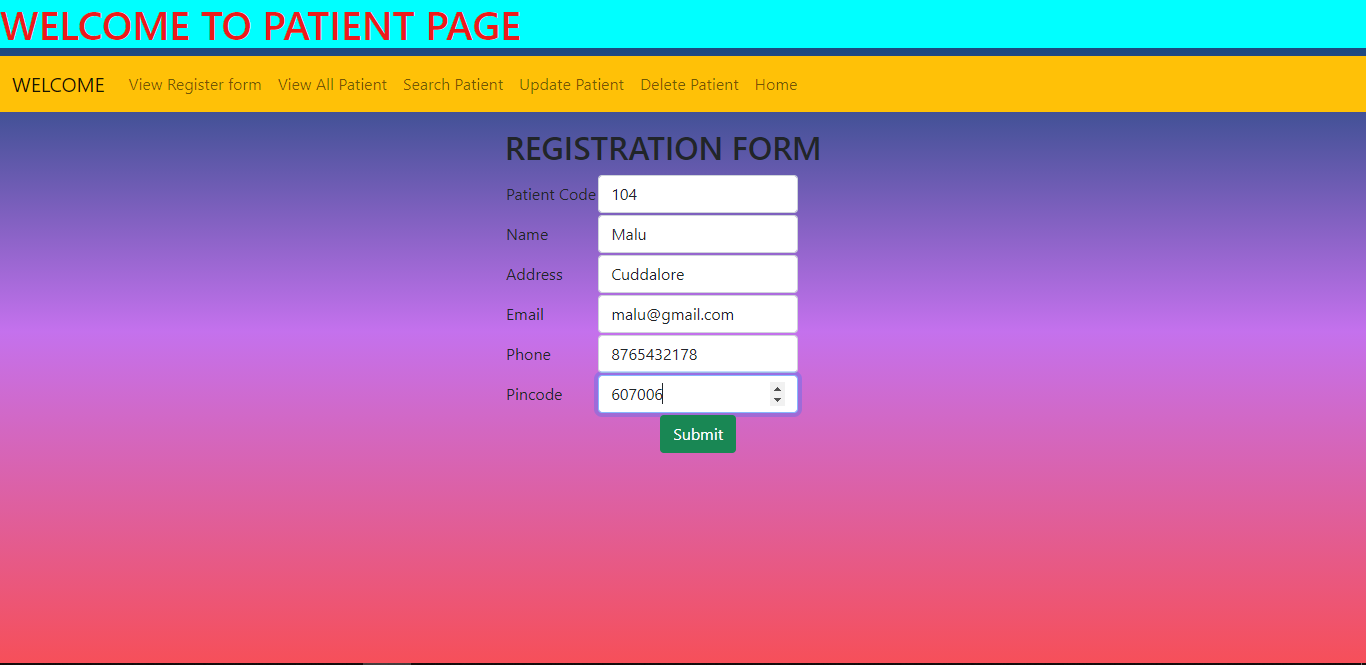 WELCOME TO PATIENT PAGE
WELCOME View Register form View All Patient Search Patient Update Patient Delete Patient Home
REGISTRATION FORM
Patient Code 104
Name Malu
Address Cuddalore
Email malu@gmail.com
Phone 8765432178
Pincode 607006
Submit